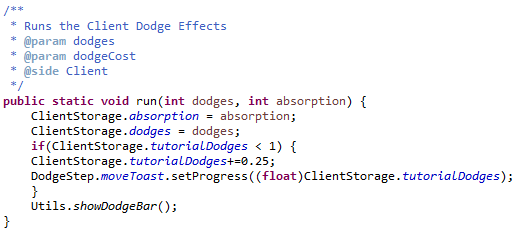 /**
 * Runs the Client Dodge Effects
 * @param dodges
 * @param dodgeCost
 * @side Client
 */
public static void run(int dodges, int absorption) {
    ClientStorage.absorption = absorption;
    ClientStorage.dodges = dodges;
    if(ClientStorage.tutorialDodges < 1) {
    ClientStorage.tutorialDodges+=0.25;
    DodgeStep.moveToast.setProgress((float)ClientStorage.tutorialDodges);
    }
    Utils.showDodgeBar();
}